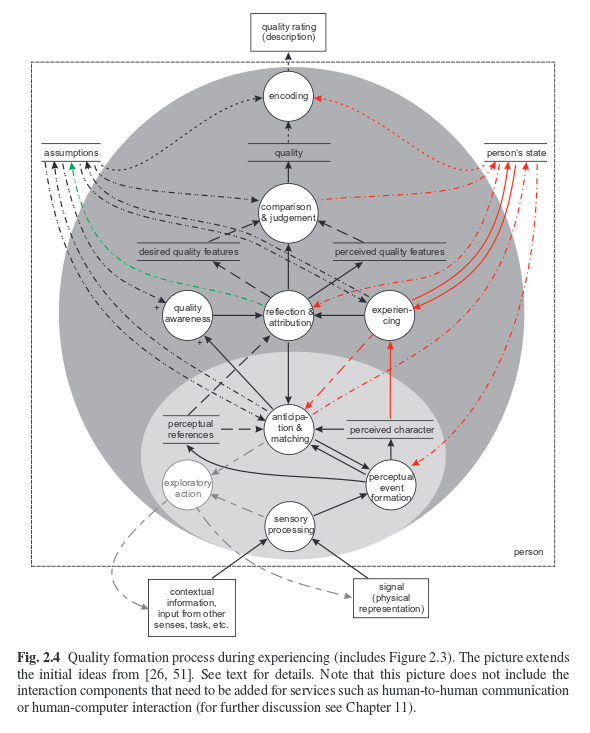 quality rating
(description)
encoding
assumptions
quality
person's state
comparison
& judgement
desired quality features
perceived quality features
quality
awareness
+
+
reflection &
attribution
experien-
cing
perceptual
references
anticipa-
tion &
matching
perceived character
exploratory
action
perceptual
event
formation
sensory
processing
person
contextual
information,
input from other
senses, task, etc.
signal
(physical
representation)
Fig. 2.4 Quality formation process during experiencing (includes Figure 2.3). The picture extends
the initial ideas from [26, 51]. See text for details. Note that this picture does not include the
interaction components that need to be added for services such as human-to-human communication
or human-computer interaction (for further discussion see Chapter 11).